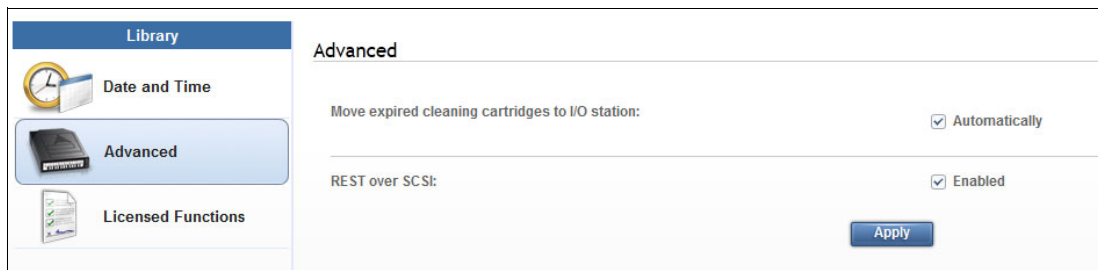 Library
Date and Time
Advanced
Licensed Functions
Advanced
Move expired cleaning cartridges to I/O station:
Automatically
REST over SCSI:
Enabled
Apply